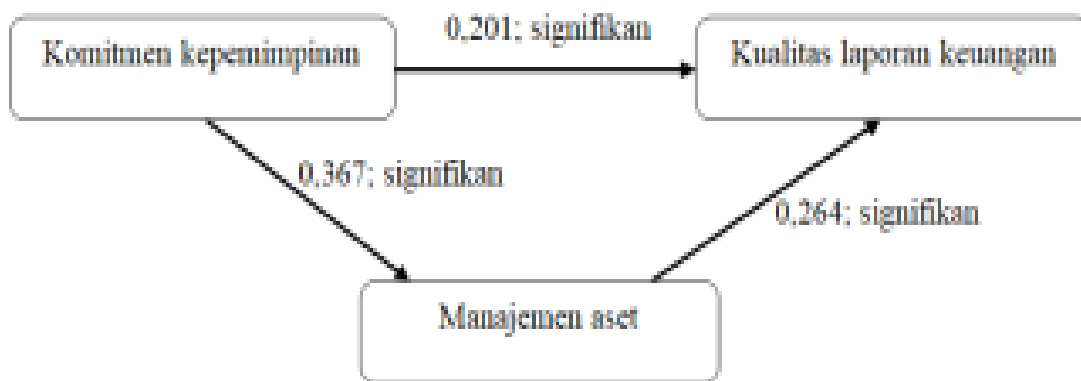 0,201; signifikan
Komitmen kepemimpinan
Kualitas laporan keuangan
0,367; signifikan
0,264; signifikan
Manajemen aset